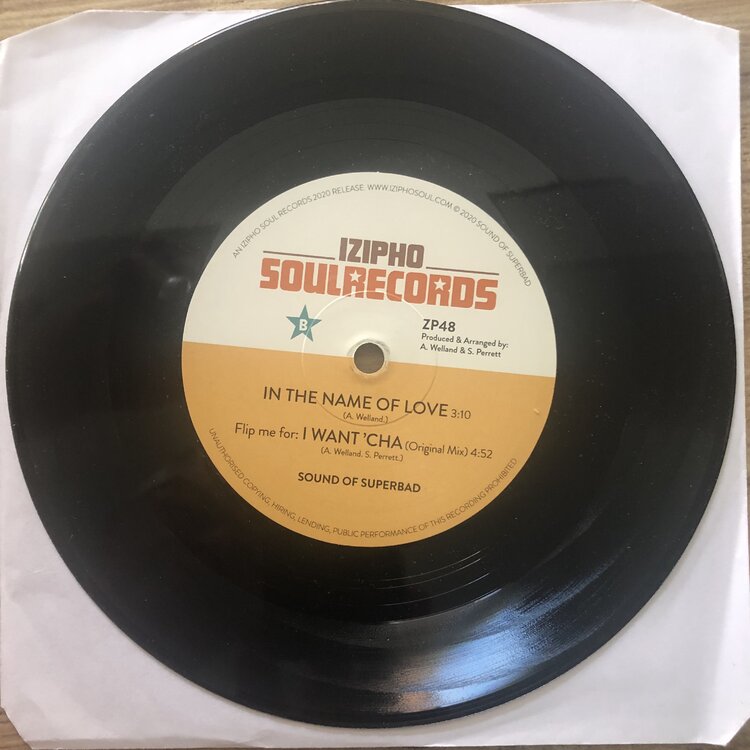 AN IZIPHO SOUL RECORDS 2020 RELEASE. WWW.IZIPHOSOUL.COM © 2020 SOUND OF SUPERBAD
IZIPHO
SOULRECORDS
B
ZP48
Produced & Arranged by:
A. Welland & S. Perrett
IN THE NAME OF LOVE 3:10
(A. Welland.)
Flip me for: I WANT 'CHA (Original Mix) 4:52
(A. Welland. S. Perrett.)
SOUND OF SUPERBAD
UNAUTHORISED COPYING, HIRING, LENDING, PUBLIC PERFORMANCE OF THIS RECORDING PROHIBITED